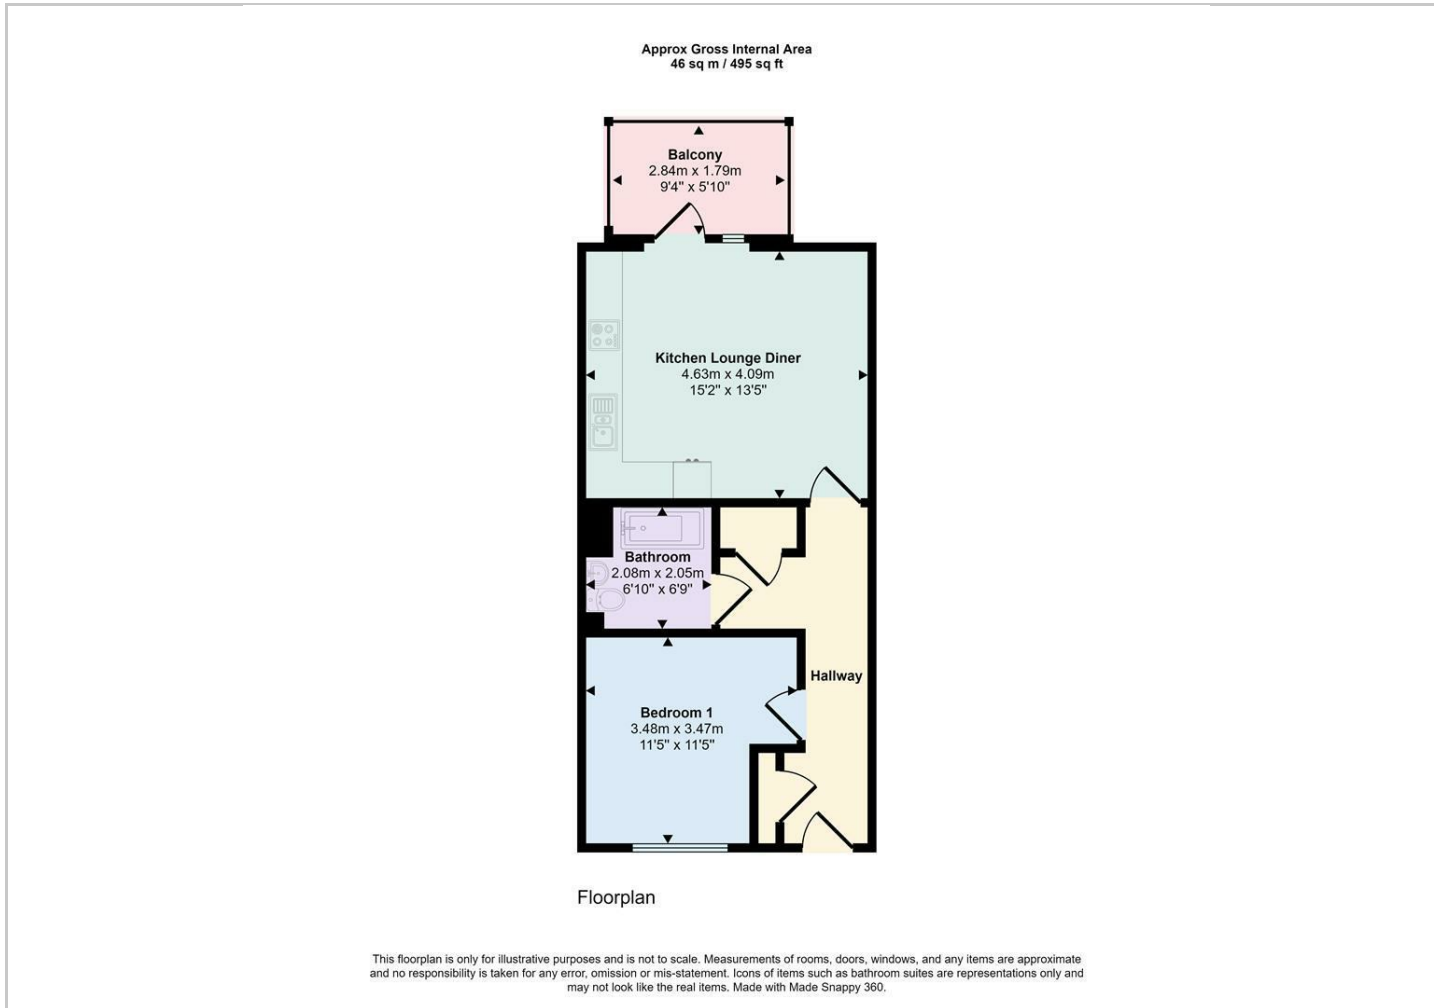 Approx Gross Internal Area
46 sq m / 495 sq ft
Balcony
2.84m x 1.79m
9'4" x 5'10"
Kitchen Lounge Diner
4.63m x 4.09m
15'2" x 13'5"
Bathroom
2.08m x 2.05m
6'10" x 6'9"
Hallway
Bedroom 1
3.48m x 3.47m
11'5" x 11'5"
Floorplan
This floorplan is only for illustrative purposes and is not to scale. Measurements of rooms, doors, windows, and any items are approximate
and no responsibility is taken for any error, omission or mis-statement. Icons of items such as bathroom suites are representations only and
may not look like the real items. Made with Made Snappy 360.